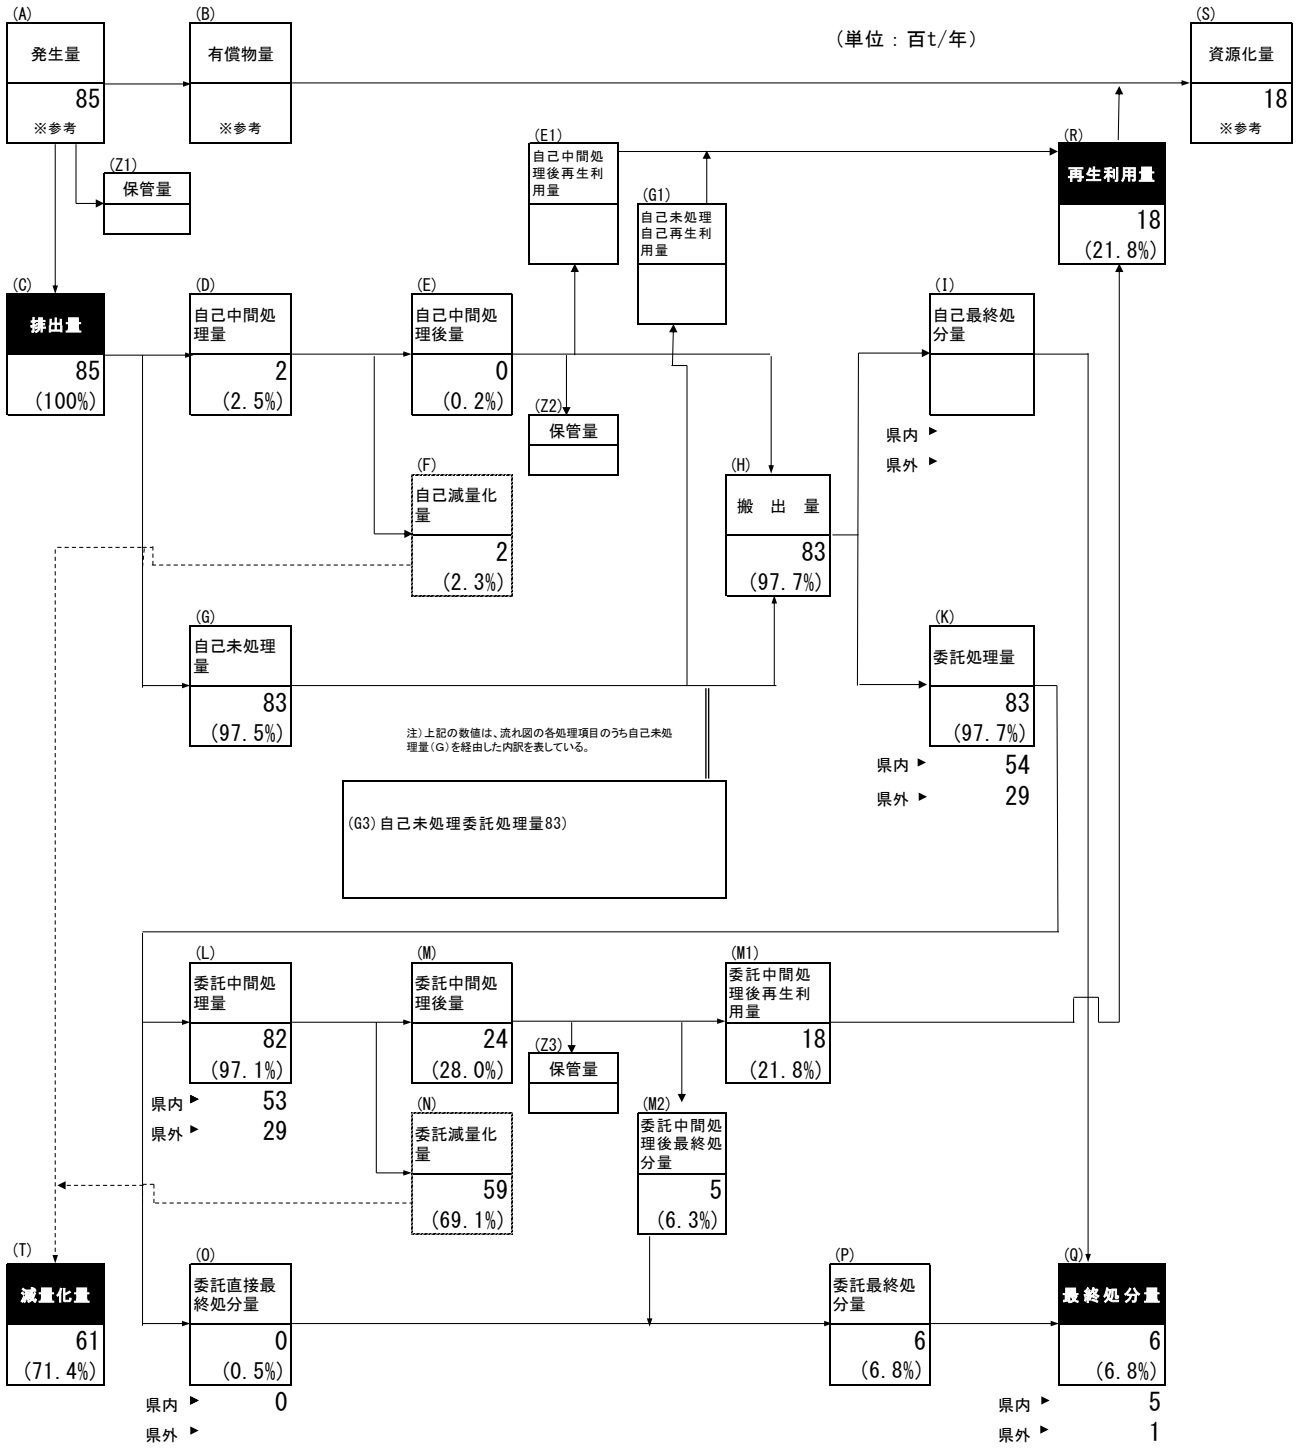 (A)
発生量
85
※参考
(B)
有償物量
※参考
(単位：百t/年)
(S)
資源化量
18
※参考
(Z1)
保管量
(E1)
自己中間処
理後再生利
用量
(G1)
自己未処理
自己再生利
用量
(R)
再生利用量
18
(21.8%)
(C)
排出量
85
(100%)
(D)
自己中間処
理量
2
(2.5%)
(E)
自己中間処
理後量
0
(0.2%)
(Z2)
保管量
(I)
自己最終処
分量
県内 ▶
県外 ▶
(F)
自己減量化
量
2
(2.3%)
(H)
搬 出 量
83
(97.7%)
(G)
自己未処理
量
83
(97.5%)
(K)
委託処理量
83
(97.7%)
県内 ▶ 54
県外 ▶ 29
注)上記の数値は、流れ図の各処理項目のうち自己未処
理量(G)を経由した内訳を表している。
(G3)自己未処理委託処理量83)
(L)
委託中間処
理量
82
(97.1%)
県内 ▶ 53
県外 ▶ 29
(M)
委託中間処
理後量
24
(28.0%)
(Z3)
保管量
(M1)
委託中間処
理後再生利
用量
18
(21.8%)
(N)
委託減量化
量
59
(69.1%)
(M2)
委託中間処
理後最終処
分量
5
(6.3%)
(T)
減量化量
61
(71.4%)
(O)
委託直接最
終処分量
0
(0.5%)
県内 ▶ 0
県外 ▶
(P)
委託最終処
分量
6
(6.8%)
(Q)
最終処分量
6
(6.8%)
県内 ▶ 5
県外 ▶ 1